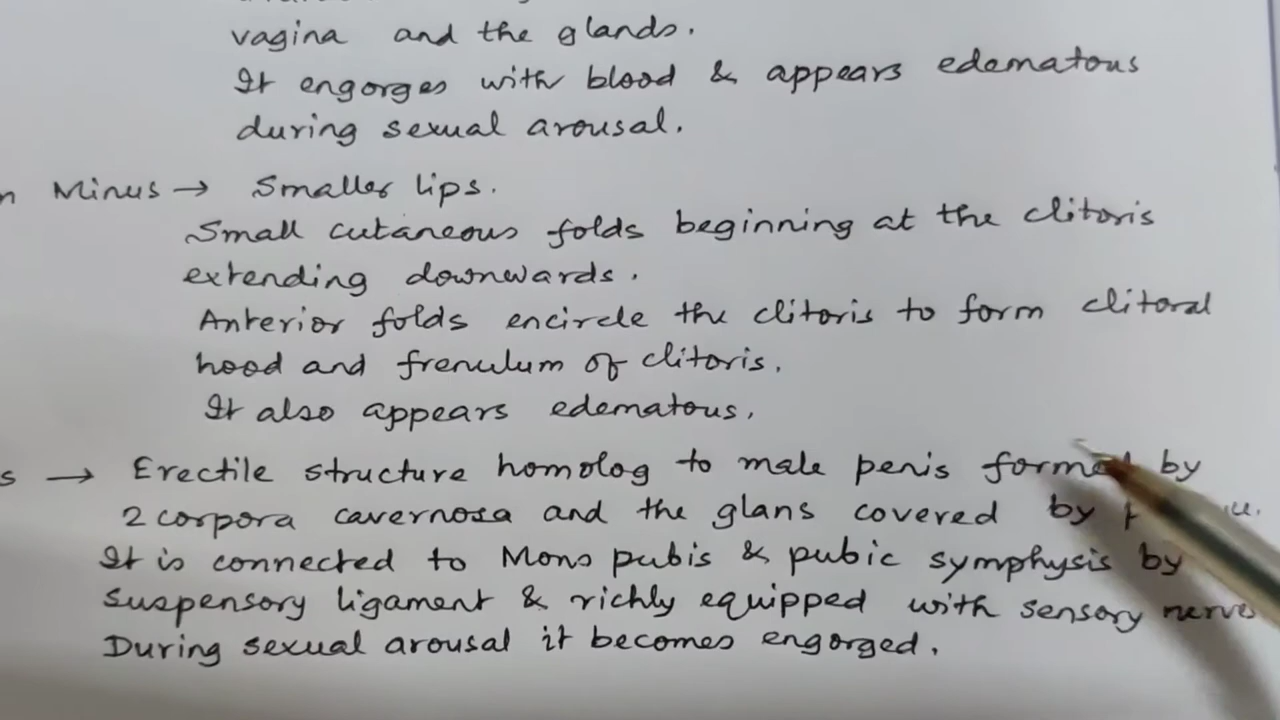 vagina and the glands.
It engorges with blood & appears edematous
during sexual arousal.
Minus → Smaller lips.
Small cutaneous folds beginning at the clitoris
extending downwards.
Anterior folds encircle the clitoris to form clitoral
hood and frenulum of clitoris.
It also appears edematous.
→ Erectile structure homolog to male penis formed by
2 corpora cavernosa and the glans covered by
It is connected to Mons pubis & pubic symphysis by
Suspensory ligament & richly equipped with sensory nerves
During sexual arousal it becomes engorged.